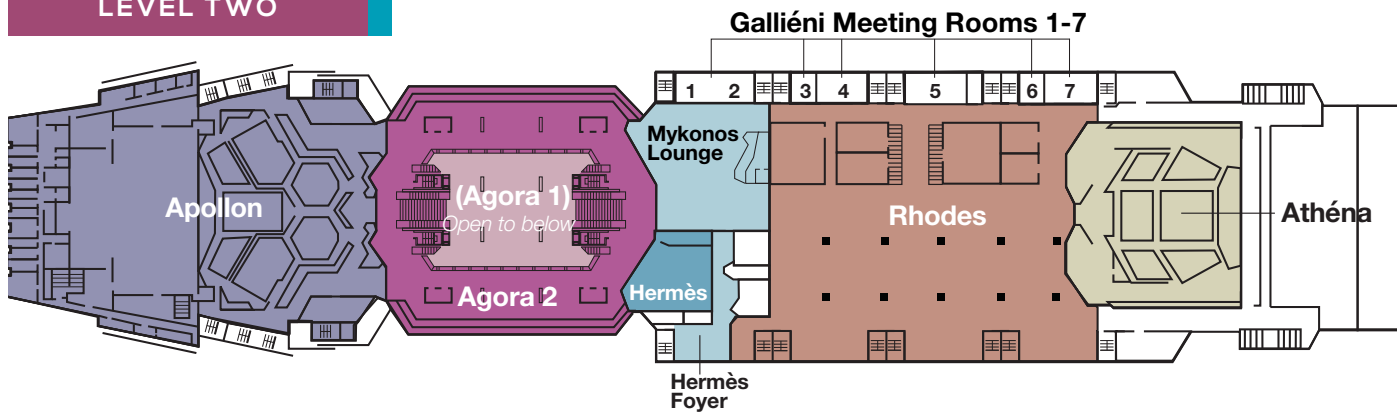 LEVEL TWO
Galliéni Meeting Rooms 1-7
1 2 3 4 5 6 7
Mykonos
Lounge
Apollon
(Agora 1)
Open to below
Rhodes
Athéna
Hermès
Agora 2
Hermès
Foyer